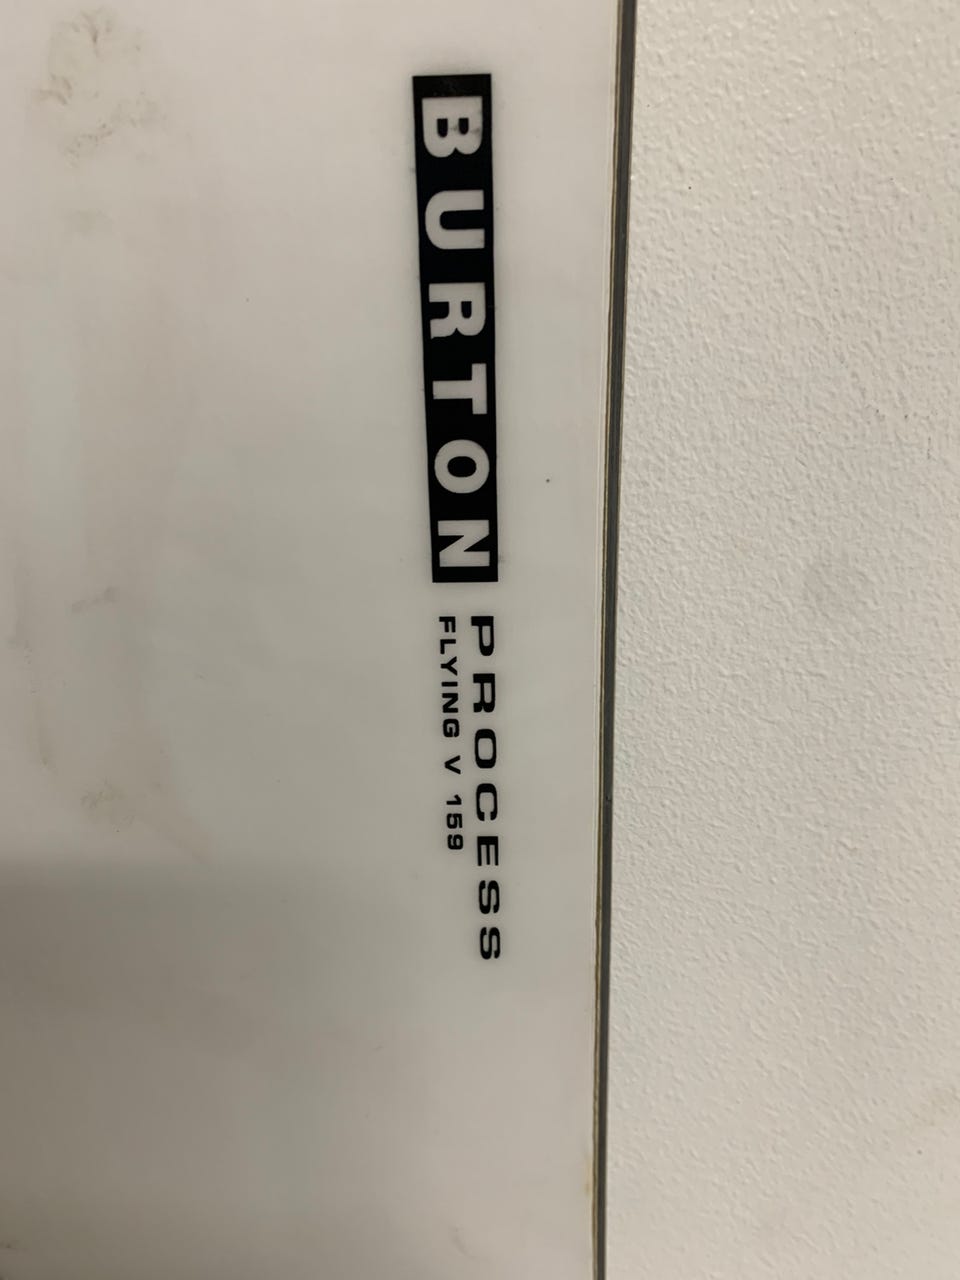 BURTON
PROCESS
FLYING V 159